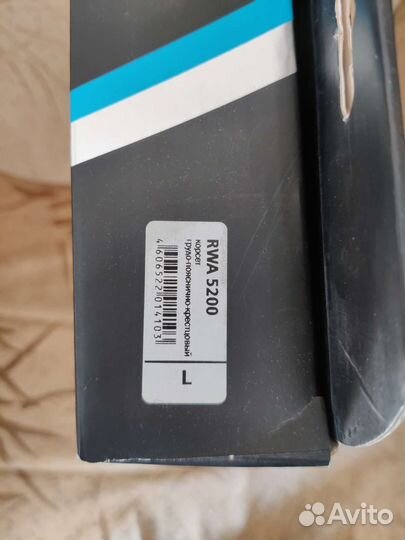 RWA 5200
корсет
грудо-пояснично-крестцовый
4606522014103
L
Avito